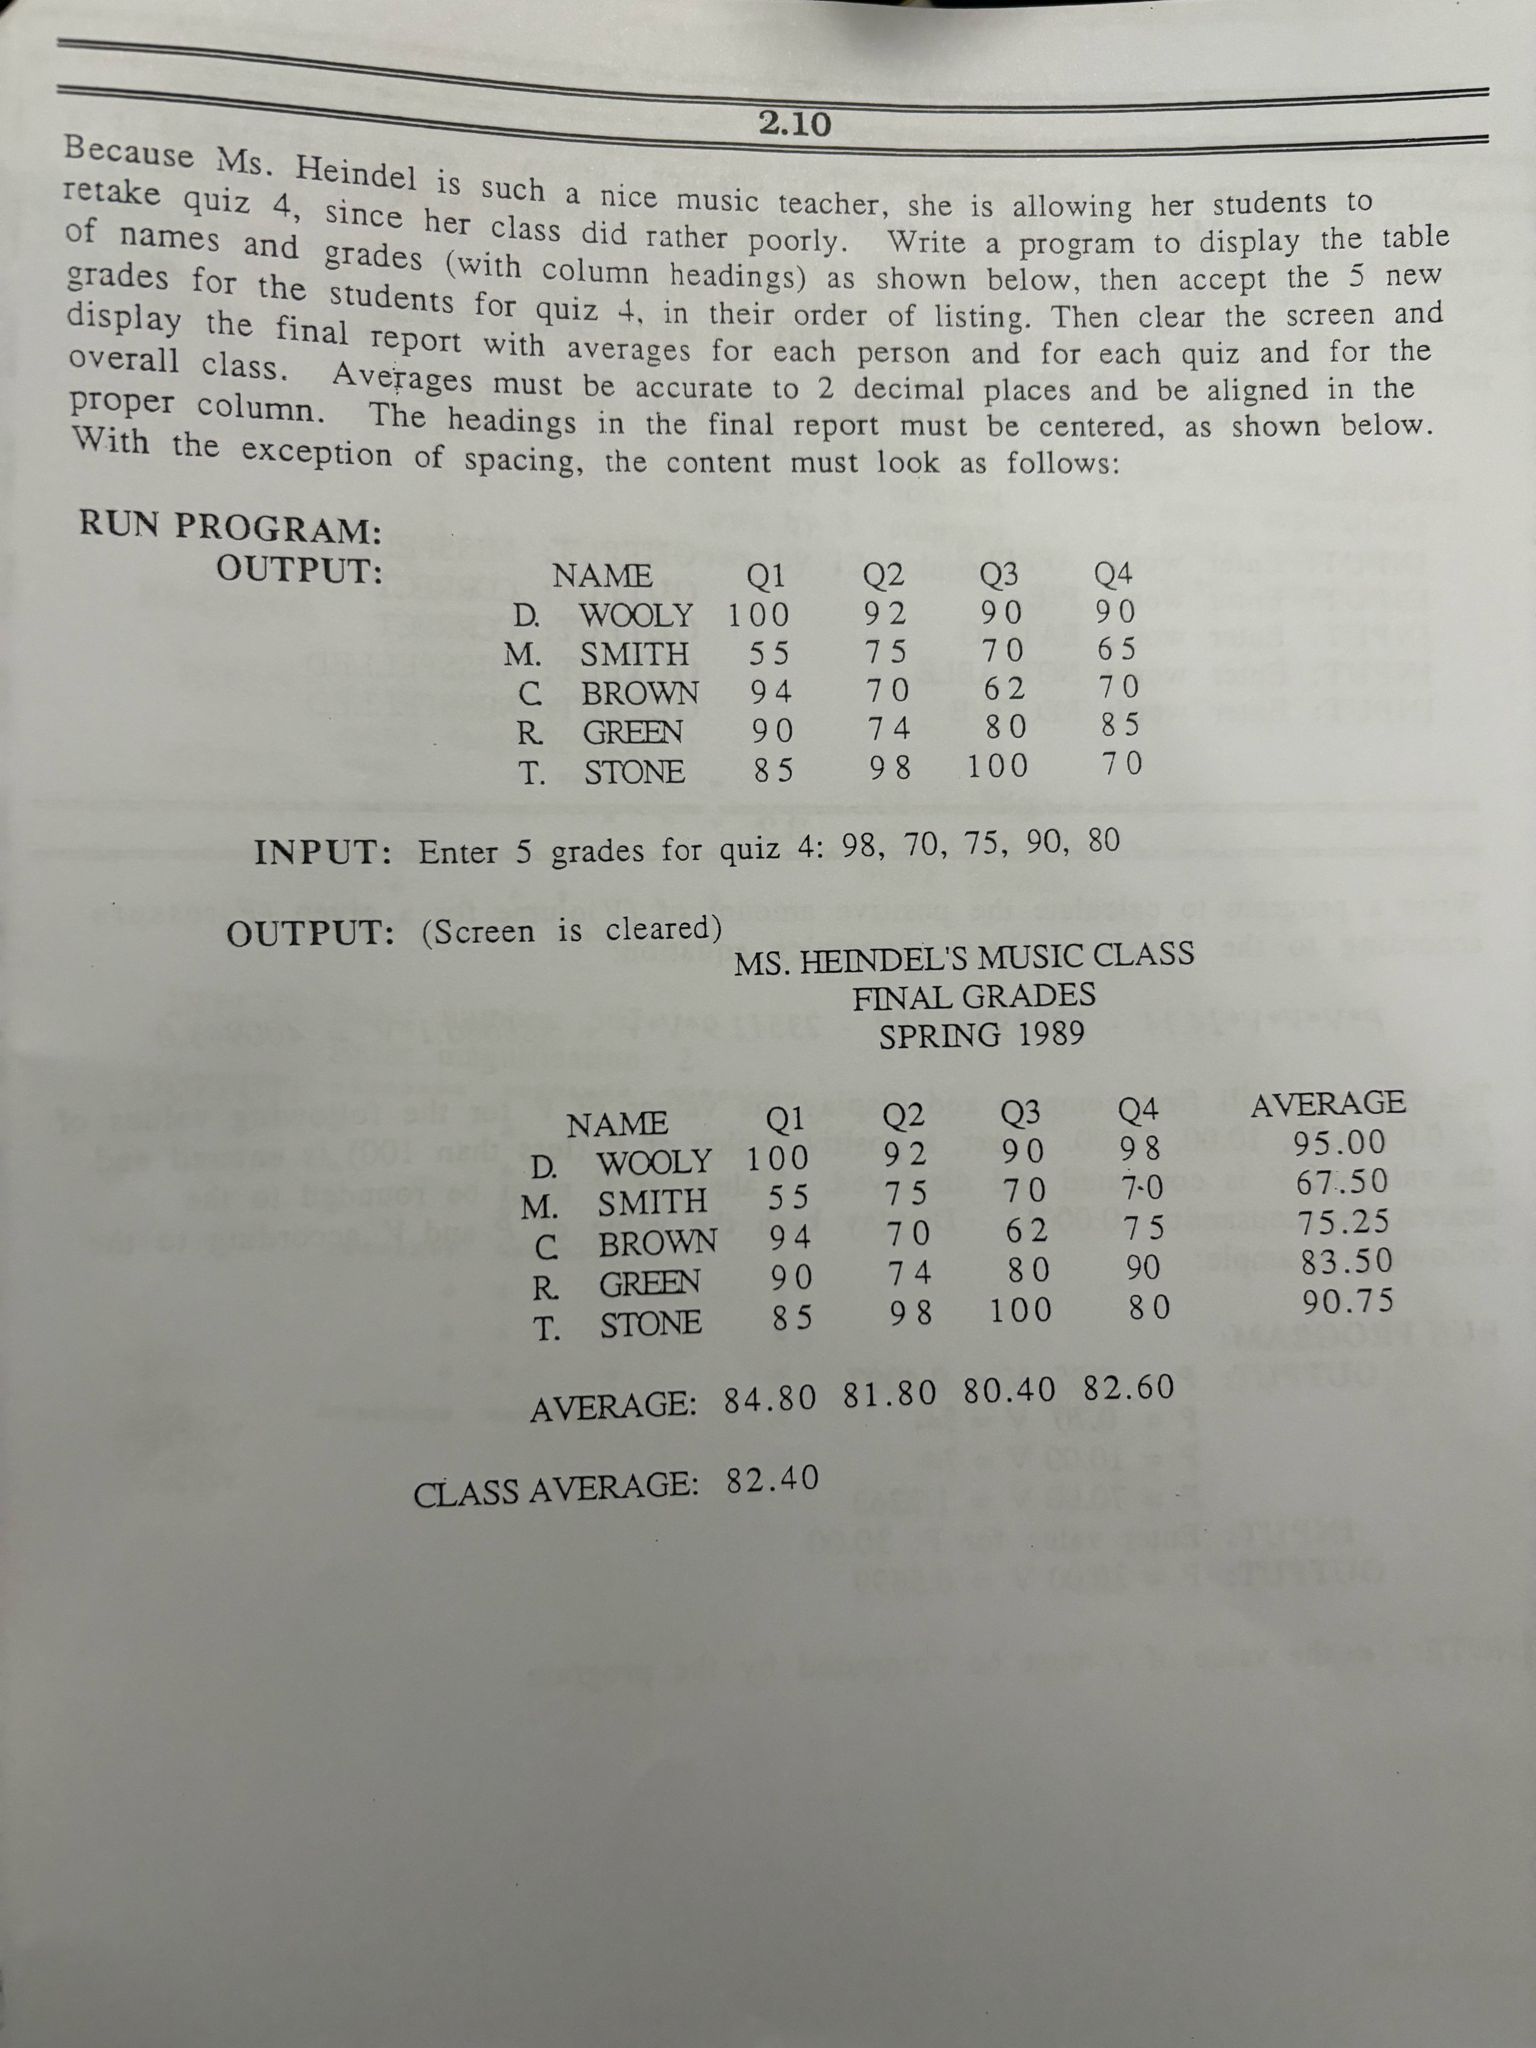 2.10
Because Ms. Heindel is such a nice music teacher, she is allowing her students to
retake quiz 4, since her class did rather poorly. Write a program to display the table
of names and grades (with column headings) as shown below, then accept the 5 new
grades for the students for quiz 4, in their order of listing. Then clear the screen and
display the final report with averages for each person and for each quiz and for the
overall class. Averages must be accurate to 2 decimal places and be aligned in the
proper column. The headings in the final report must be centered, as shown below.
With the exception of spacing, the content must look as follows:
RUN PROGRAM:
OUTPUT: NAME Q1 Q2 Q3 Q4
D. WOOLY 100 92 90 90
M. SMITH 55 75 70 65
C. BROWN 94 70 62 70
R. GREEN 90 74 80 85
T. STONE 85 98 100 70
INPUT: Enter 5 grades for quiz 4: 98, 70, 75, 90, 80
OUTPUT: (Screen is cleared)
MS. HEINDEL'S MUSIC CLASS
FINAL GRADES
SPRING 1989
NAME Q1 Q2 Q3 Q4 AVERAGE
D. WOOLY 100 92 90 98 95.00
M. SMITH 55 75 70 70 67.50
C. BROWN 94 70 62 75 75.25
R. GREEN 90 74 80 90 83.50
T. STONE 85 98 100 80 90.75
AVERAGE: 84.80 81.80 80.40 82.60
CLASS AVERAGE: 82.40